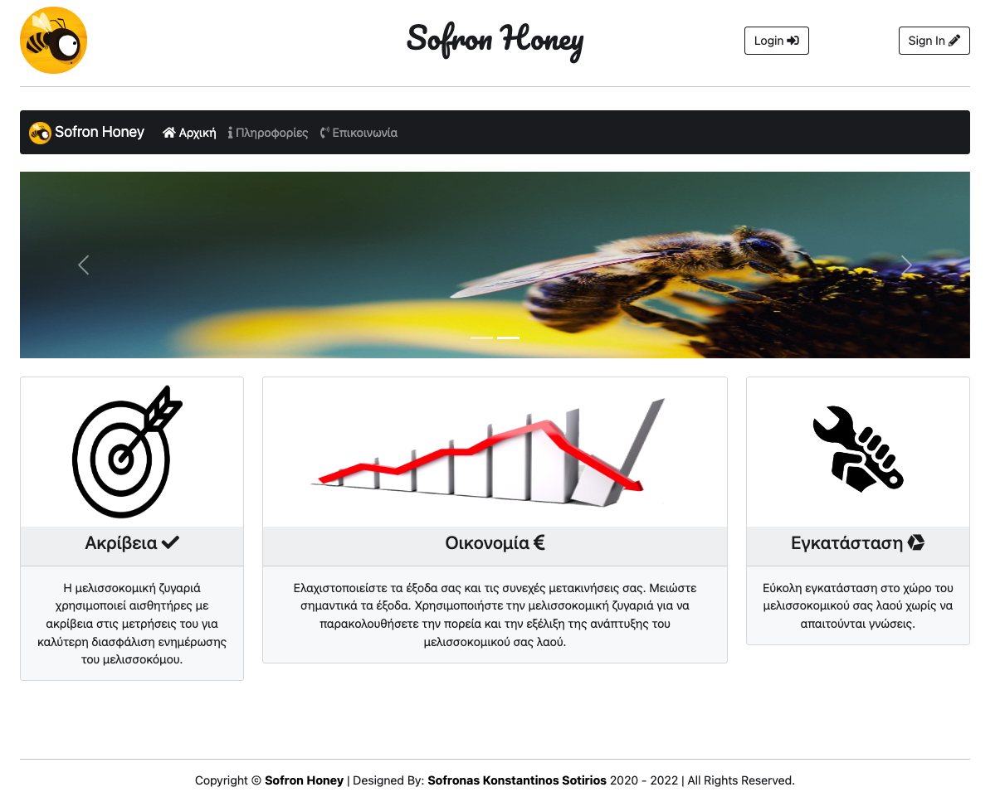 Sofron Honey
Login
Sign In
Sofron Honey Αρχική Πληροφορίες Επικοινωνία
Ακρίβεια
Η μελισσοκομική ζυγαριά
χρησιμοποιεί αισθητήρες με
ακρίβεια στις μετρήσεις του για
καλύτερη διασφάλιση ενημέρωσης
του μελισσοκόμου.
Οικονομία €
Ελαχιστοποιείστε τα έξοδα σας και τις συνεχές μετακινήσεις σας. Μειώστε
σημαντικά τα έξοδα. Χρησιμοποιήστε την μελισσοκομική ζυγαριά για να
παρακολουθήσετε την πορεία και την εξέλιξη της ανάπτυξης του
μελισσοκομικού σας λαού.
Εγκατάσταση
Εύκολη εγκατάσταση στο χώρο του
μελισσοκομικού σας λαού χωρίς να
απαιτούνται γνώσεις.
Copyright © Sofron Honey | Designed By: Sofronas Konstantinos Sotirios 2020 - 2022 | All Rights Reserved.